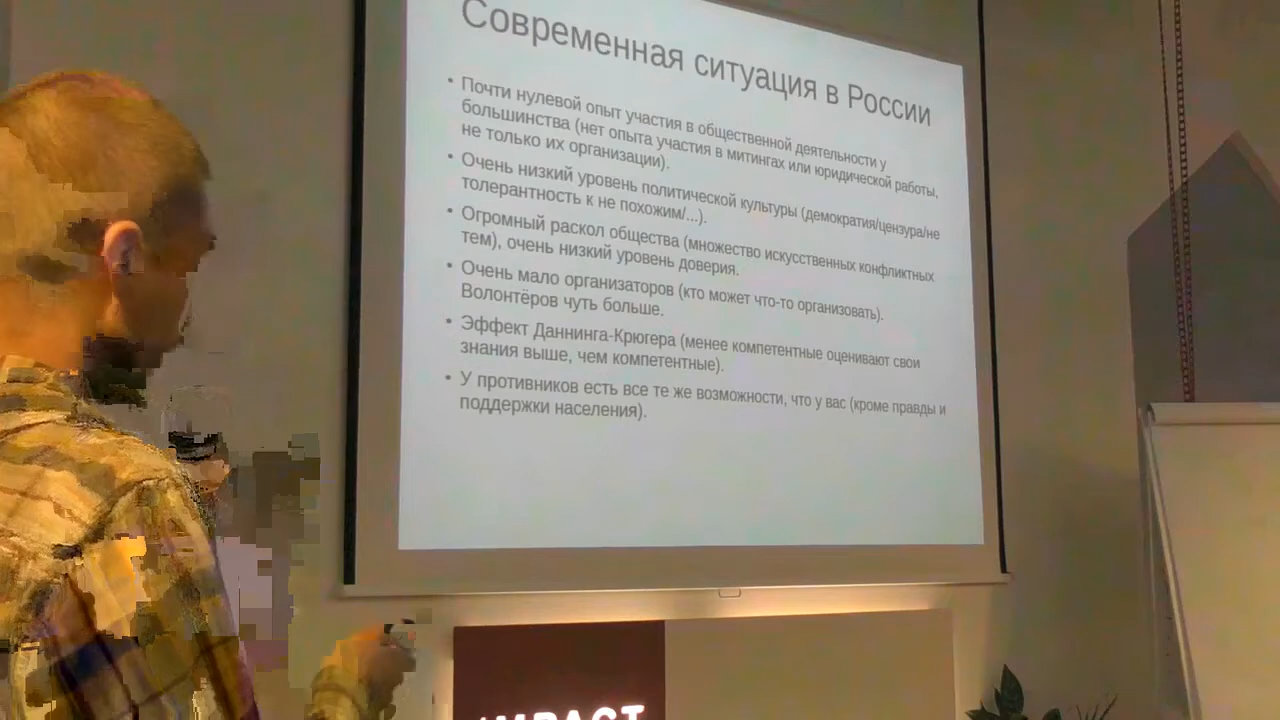 Современная ситуация в России
• Почти нулевой опыт участия в общественной деятельности у
большинства (нет опыта участия в митингах или юридической работы,
не только их организации).
• Очень низкий уровень политической культуры (демократия/цензура/не
толерантность к не похожим/...).
• Огромный раскол общества (множество искусственных конфликтных
тем), очень низкий уровень доверия.
• Очень мало организаторов (кто может что-то организовать).
Волонтёров чуть больше.
• Эффект Даннинга-Крюгера (менее компетентные оценивают свои
знания выше, чем компетентные).
• У противников есть все те же возможности, что у вас (кроме правды и
поддержки населения).
IMPACT